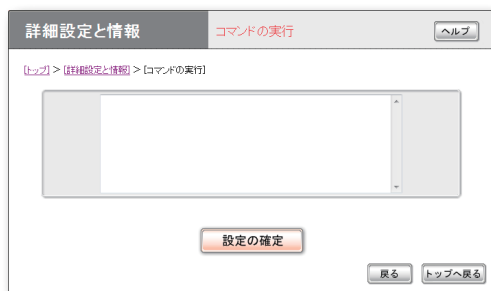 詳細設定と情報 コマンドの実行 ヘルプ
[トップ] > [詳細設定と情報] > [コマンドの実行]
設定の確定
戻る トップへ戻る